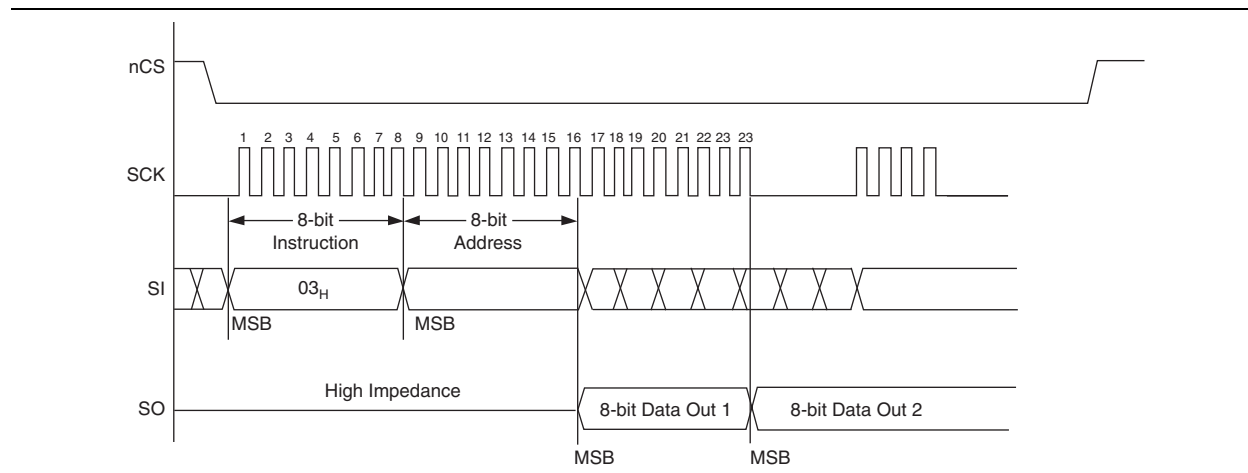 nCS
1 2 3 4 5 6 7 8 9 10 11 12 13 14 15 16 17 18 19 20 21 22 23 23
SCK
8-bit Instruction
8-bit Address
SI
03H
MSB
MSB
High Impedance
SO
8-bit Data Out 1
8-bit Data Out 2
MSB
MSB